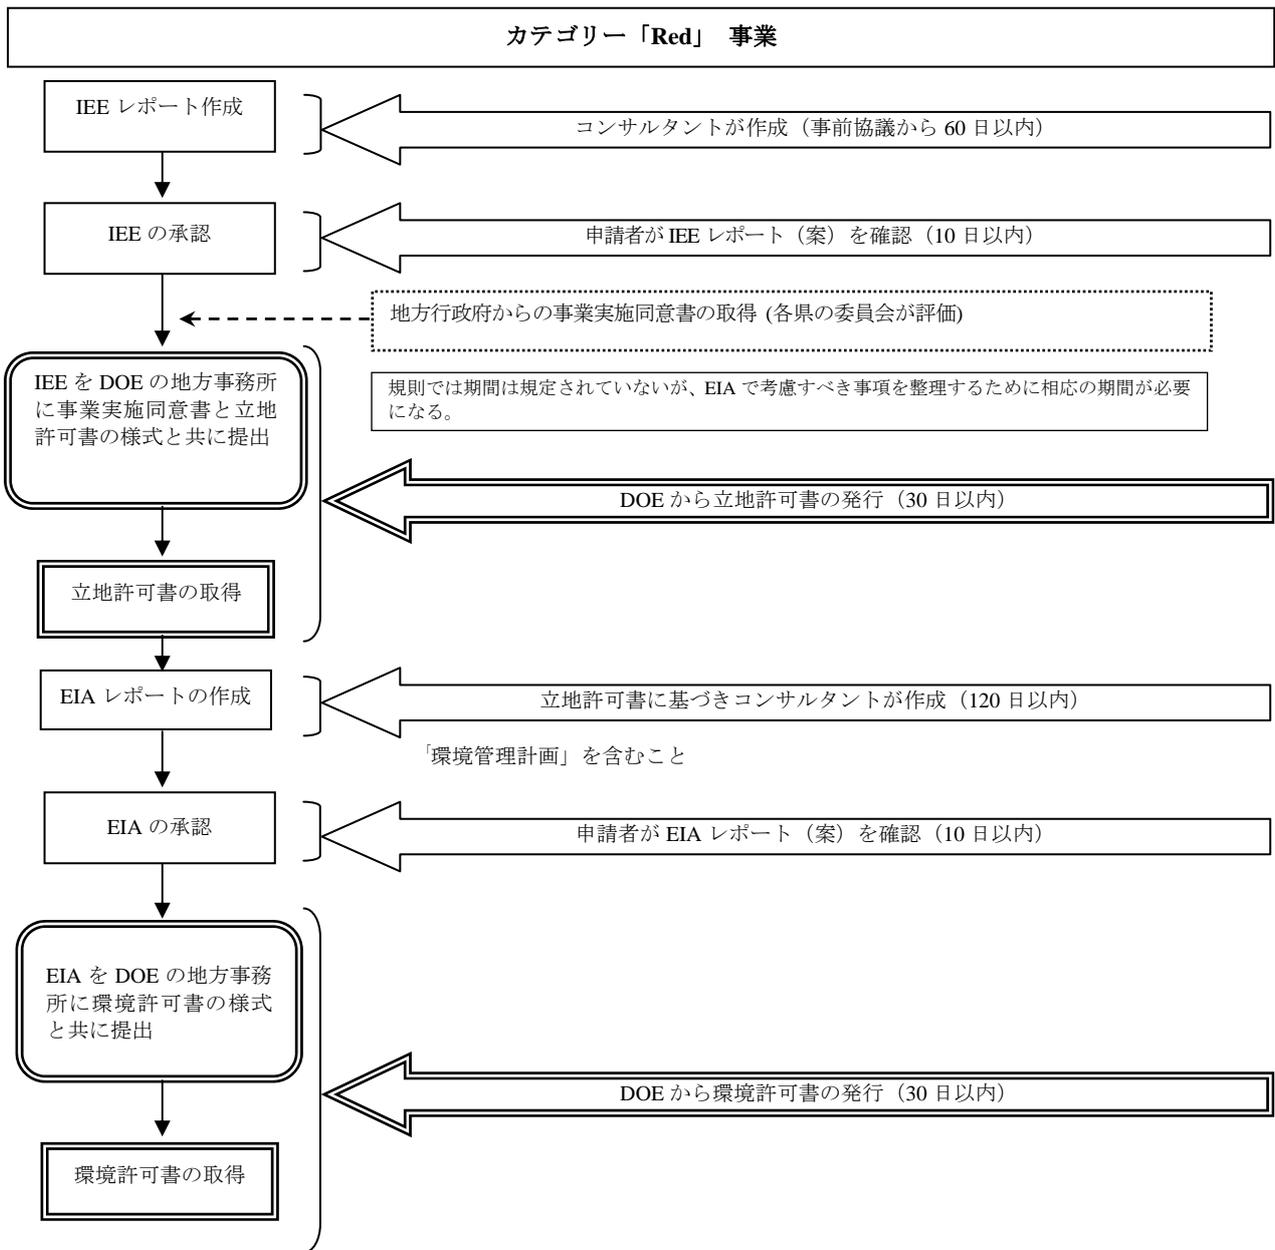 カテゴリー「Red」 事業
IEE レポート作成
コンサルタントが作成（事前協議から 60 日以内）
IEE の承認
申請者が IEE レポート（案）を確認（10 日以内）
地方行政府からの事業実施同意書の取得 (各県の委員会が評価)
IEE を DOE の地方事務所
に事業実施同意書と立地
許可書の様式と共に提出
規則では期間は規定されていないが、EIA で考慮すべき事項を整理するために相応の期間が必要
になる。
DOE から立地許可書の発行（30 日以内）
立地許可書の取得
EIA レポートの作成
立地許可書に基づきコンサルタントが作成（120 日以内）
「環境管理計画」を含むこと
EIA の承認
申請者が EIA レポート（案）を確認（10 日以内）
EIA を DOE の地方事務
所に環境許可書の様式
と共に提出
DOE から環境許可書の発行（30 日以内）
環境許可書の取得